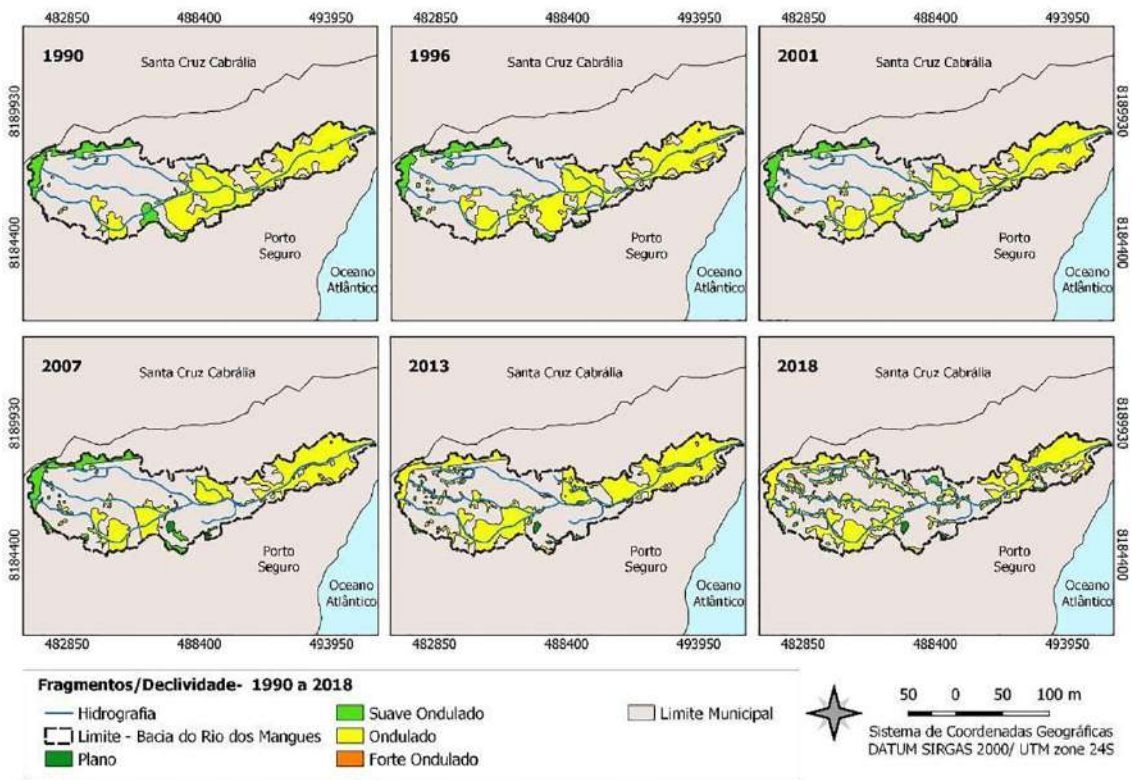 482850 488400 493950 482850 488400 493950
1990 Santa Cruz Cabrália
8189930
8184400
Porto
Seguro
Oceano
Atlântico
1996 Santa Cruz Cabrália
Porto
Seguro
Oceano
Atlântico
2001 Santa Cruz Cabrália
8189930
8184400
Porto
Seguro
Oceano
Atlântico
2007 Santa Cruz Cabrália
8189930
8184400
Porto
Seguro
Oceano
Atlântico
2013 Santa Cruz Cabrália
Porto
Seguro
Oceano
Atlântico
2018 Santa Cruz Cabrália
8189930
8184400
Porto
Seguro
Oceano
Atlântico
482850 488400 493950 482850 488400 482850 488400 493950
Fragmentos/Declividade- 1990 a 2018
Hidrografia
Limite - Bacia do Rio dos Mangues
Plano
Suave Ondulado
Ondulado
Forte Ondulado
Limite Municipal
50 0 50 100 m
Sistema de Coordenadas Geográficas
DATUM SIRGAS 2000/ UTM zone 24S